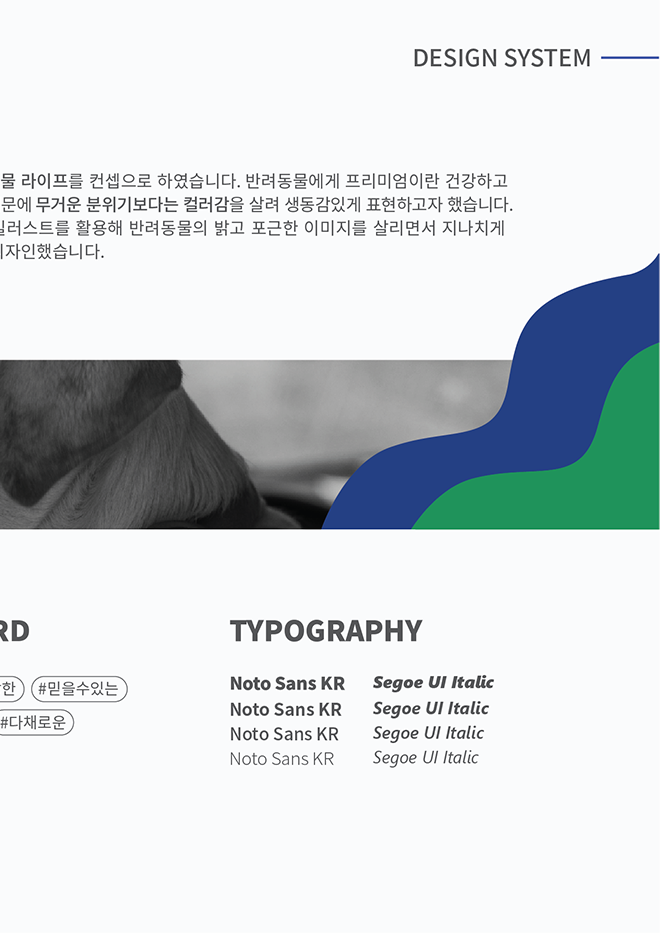 DESIGN SYSTEM
물 라이프를 컨셉으로 하였습니다. 반려동물에게 프리미엄이란 건강하고
문에 무거운 분위기보다는 컬러감을 살려 생동감있게 표현하고자 했습니다.
일러스트를 활용해 반려동물의 밝고 포근한 이미지를 살리면서 지나치게
디자인했습니다.
RD
TYPOGRAPHY
한 #믿을수있는
#다채로운
Noto Sans KR Segoe UI Italic
Noto Sans KR Segoe UI Italic
Noto Sans KR Segoe UI Italic
Noto Sans KR Segoe UI Italic